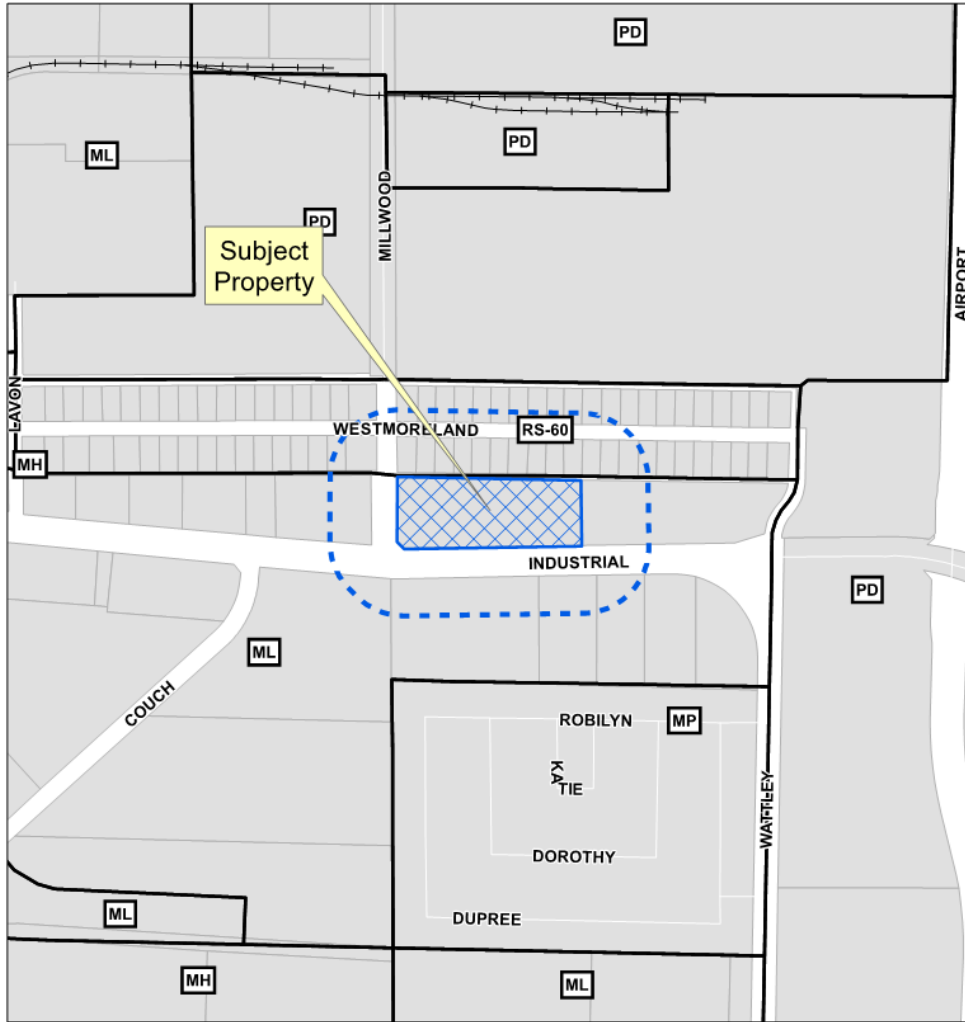 PD
PD
ML
PD
MILLWOOD
Subject
Property
AIRPORT
LAVON
WESTMORELAND
RS-60
MH
INDUSTRIAL
PD
ML
COUCH
ROBILYN
MP
KA
TIE
WATTLEY
DOROTHY
ML
DUPREE
MH
ML